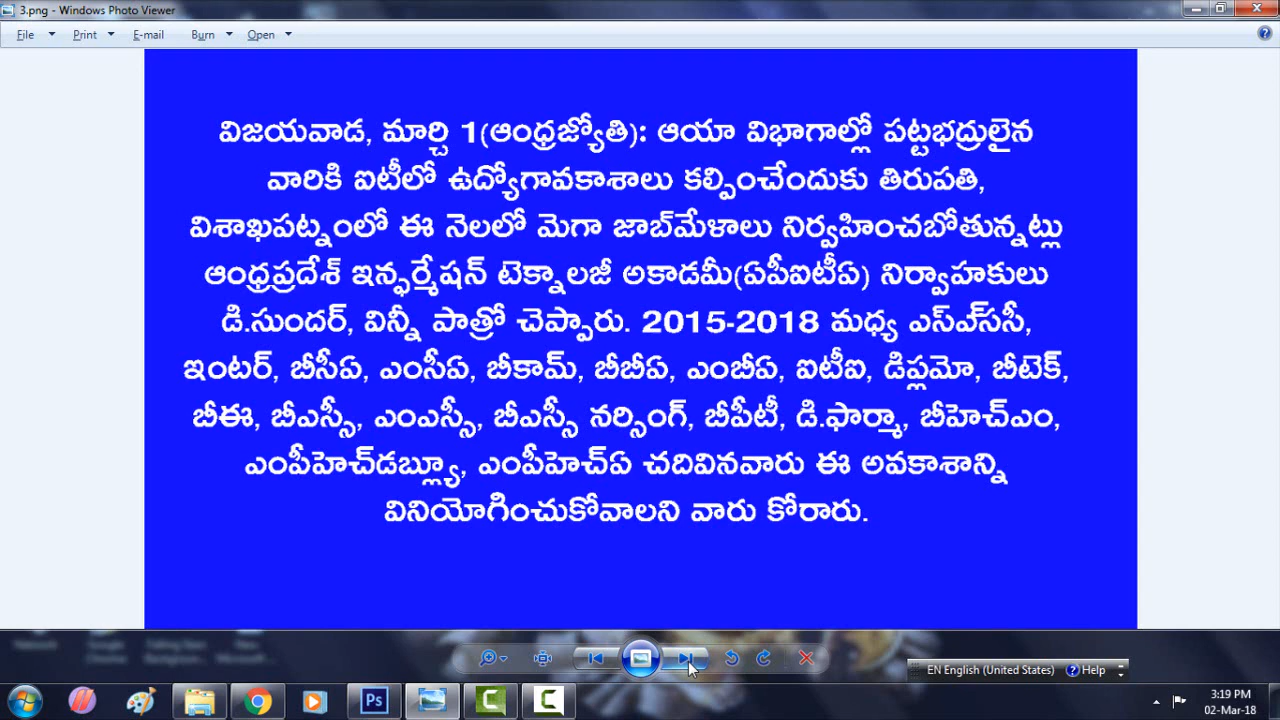 3.png - Windows Photo Viewer
File Print E-mail Burn Open
విజయవాడ, మార్చి 1(ఆంధ్రజ్యోతి): ఆయా విభాగాల్లో పట్టభద్రులైన
వారికి ఐటీలో ఉద్యోగావకాశాలు కల్పించేందుకు తిరుపతి,
విశాఖపట్నంలో ఈ నెలలో మెగా జాబ్‌మేళాలు నిర్వహించబోతున్నట్లు
ఆంధ్రప్రదేశ్ ఇన్ఫర్మేషన్ టెక్నాలజీ అకాడమీ(ఏపీఐటీఏ) నిర్వాహకులు
డి.సుందర్, విన్నీ పాత్రో చెప్పారు. 2015-2018 మధ్య ఎస్ఎస్‌సీ,
ఇంటర్, బీసీఏ, ఎంసీఏ, బీకామ్, బీబీఏ, ఎంబీఏ, ఐటీఐ, డిప్లమో, బీటెక్,
బీఈ, బీఎస్సీ, ఎంఎస్సీ, బీఎస్సీ నర్సింగ్, బీపీటీ, డి.ఫార్మా, బీహెచ్ఎం,
ఎంపీహెచ్‌డబ్ల్యూ, ఎంపీహెచ్ఏ చదివినవారు ఈ అవకాశాన్ని
వినియోగించుకోవాలని వారు కోరారు.
EN English (United States) Help
Ps
3:19 PM
02-Mar-18